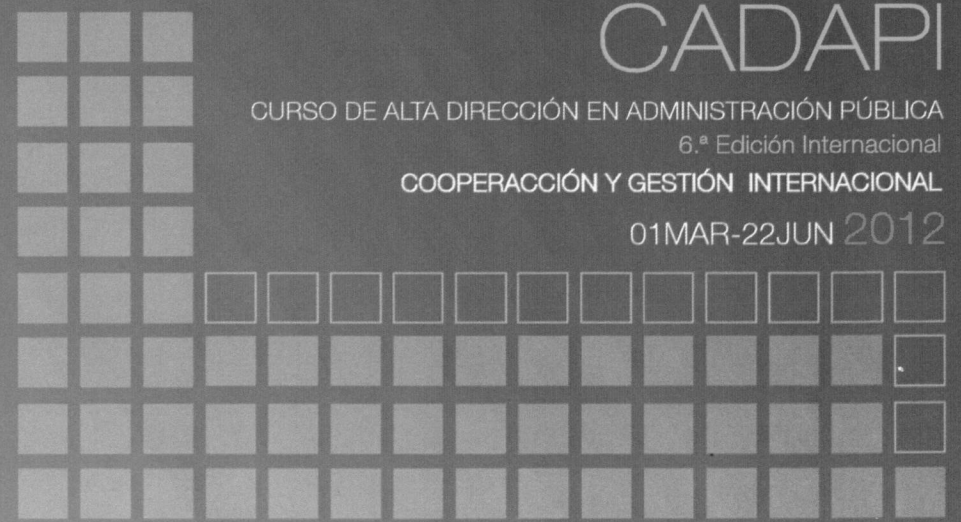 CADAPI
CURSO DE ALTA DIRECCIÓN EN ADMINISTRACIÓN PÚBLICA
6.ª Edición Internacional
COOPERACCIÓN Y GESTIÓN INTERNACIONAL
01MAR-22JUN 2012